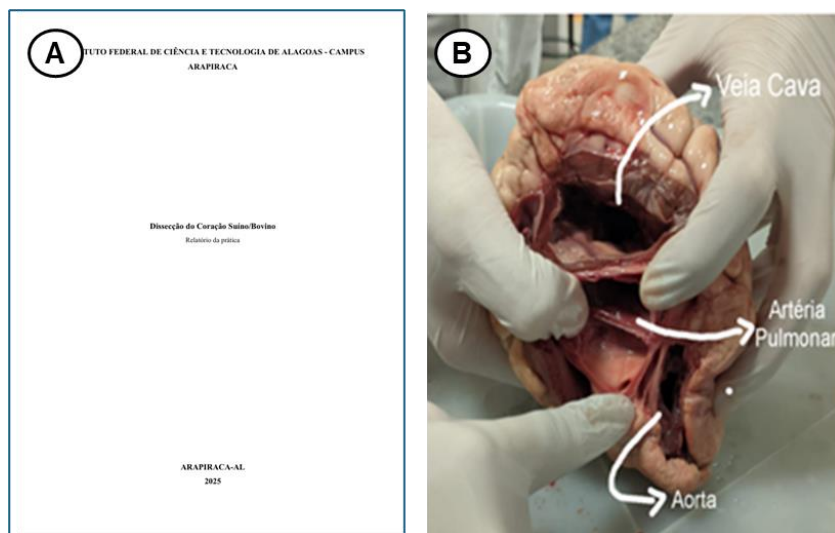 A
TUTO FEDERAL DE CIÊNCIA E TECNOLOGIA DE ALAGOAS - CAMPUS
ARAPIRACA
Dissecção do Coração Suíno/Bovino
Relatório da prática
ARAPIRACA-AL
2025
B
Veia Cava
Artéria
Pulmonar
Aorta